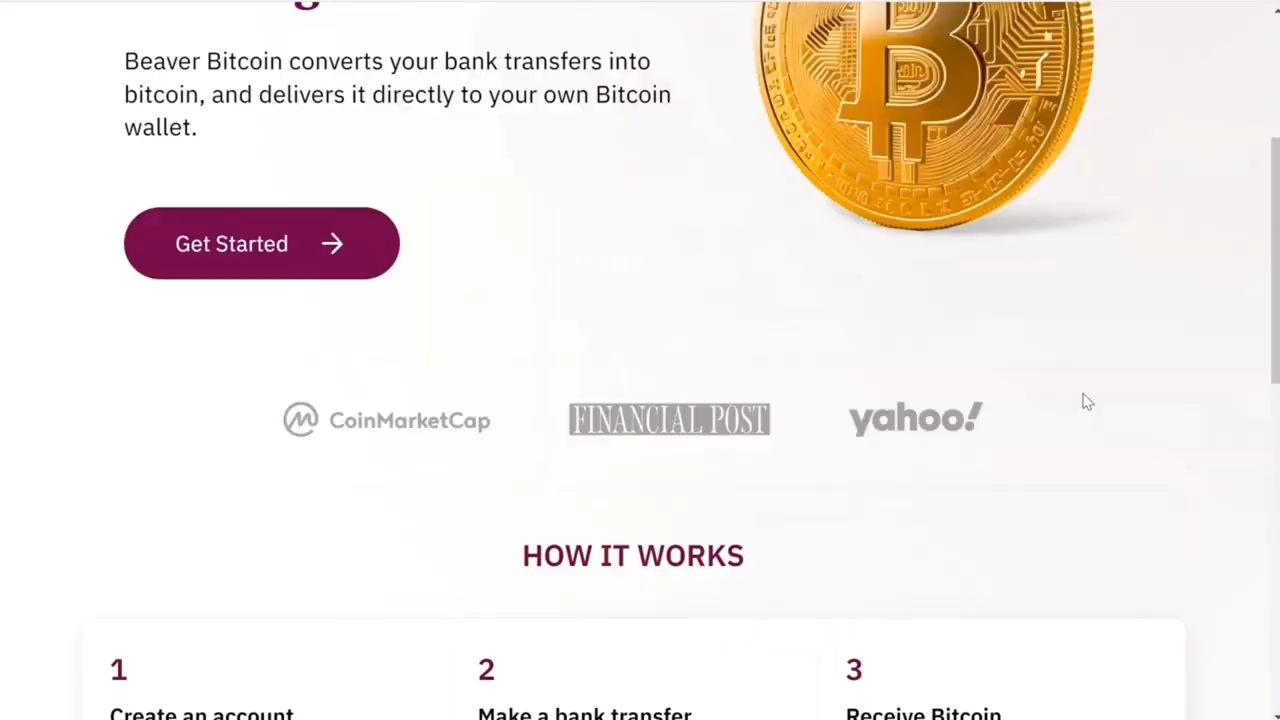 Beaver Bitcoin converts your bank transfers into
bitcoin, and delivers it directly to your own Bitcoin
wallet.
Get Started
CoinMarketCap
FINANCIAL POST
yahoo!
HOW IT WORKS
1
2
3
Create an account
Make a bank transfer
Receive Bitcoin